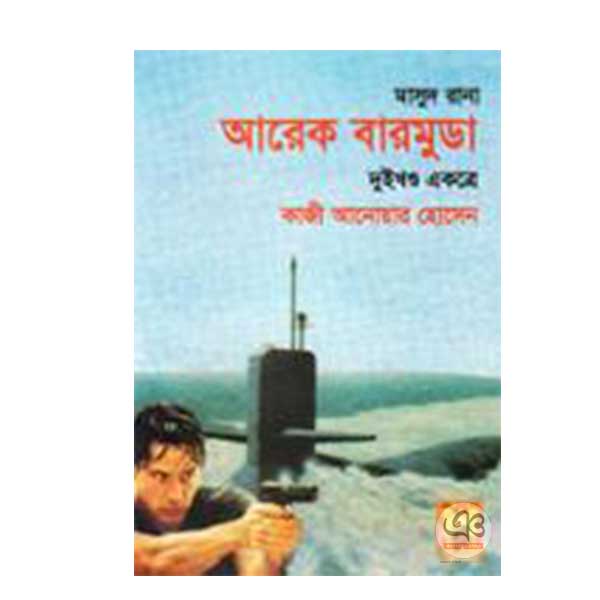 মাসুদ রানা
আরেক বারমুডা
দুইখণ্ড একত্রে
কাজী আনোয়ার হোসেন